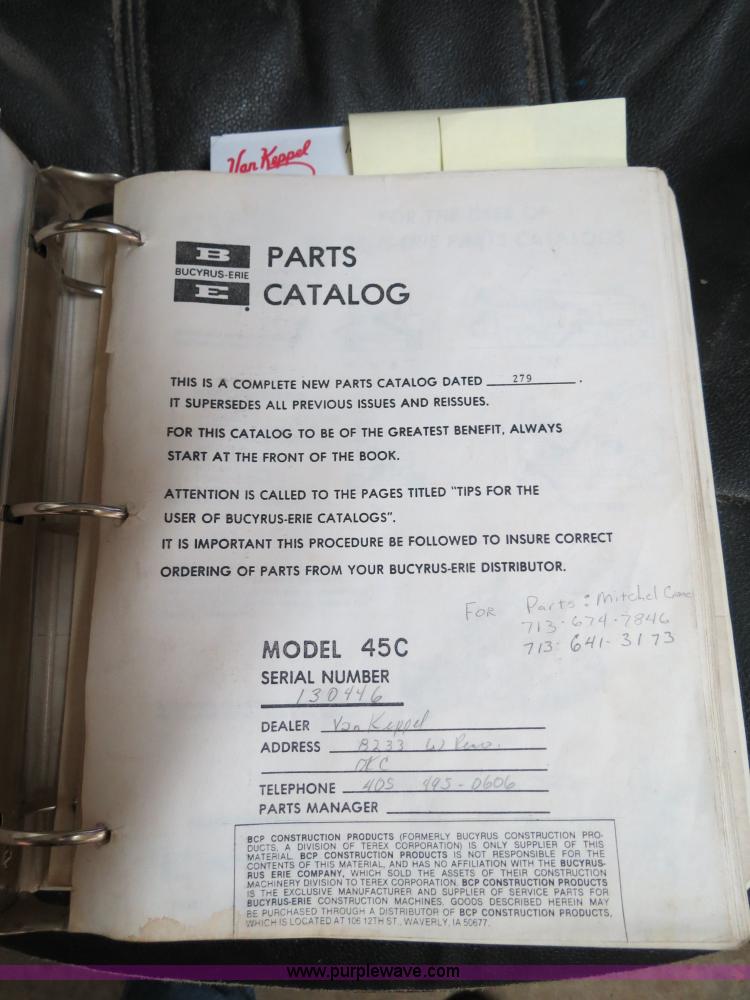 Van Keppel
B
BUCYRUS-ERIE
E
PARTS
CATALOG
THIS IS A COMPLETE NEW PARTS CATALOG DATED 279.
IT SUPERSEDES ALL PREVIOUS ISSUES AND REISSUES.
FOR THIS CATALOG TO BE OF THE GREATEST BENEFIT, ALWAYS
START AT THE FRONT OF THE BOOK.
ATTENTION IS CALLED TO THE PAGES TITLED "TIPS FOR THE
USER OF BUCYRUS-ERIE CATALOGS".
IT IS IMPORTANT THIS PROCEDURE BE FOLLOWED TO INSURE CORRECT
ORDERING OF PARTS FROM YOUR BUCYRUS-ERIE DISTRIBUTOR.
FOR Parts: Mitchel Crane
713-674-7846
713-641-3173
MODEL 45C
SERIAL NUMBER
130446
DEALER Van Keppel
ADDRESS 8233 W Reno.
OKC
TELEPHONE 405 495-0606
PARTS MANAGER
BCP CONSTRUCTION PRODUCTS (FORMERLY BUCYRUS CONSTRUCTION PRO-
DUCTS, A DIVISION OF TEREX CORPORATION) IS ONLY SUPPLIER OF THIS
MATERIAL. BCP CONSTRUCTION PRODUCTS IS NOT RESPONSIBLE FOR THE
CONTENTS OF THIS MATERIAL, AND HAS NO AFFILIATION WITH THE BUCYRUS-
RUS ERIE COMPANY, WHICH SOLD THE ASSETS OF THEIR CONSTRUCTION
MACHINERY DIVISION TO TEREX CORPORATION. BCP CONSTRUCTION PRODUCTS
IS THE EXCLUSIVE MANUFACTURER AND SUPPLIER OF SERVICE PARTS FOR
BUCYRUS-ERIE CONSTRUCTION MACHINES. GOODS DESCRIBED HEREIN MAY
BE PURCHASED THROUGH A DISTRIBUTOR OF BCP CONSTRUCTION PRODUCTS,
WHICH IS LOCATED AT 106 12TH ST., WAVERLY, IA 50677.
www.purplewave.com